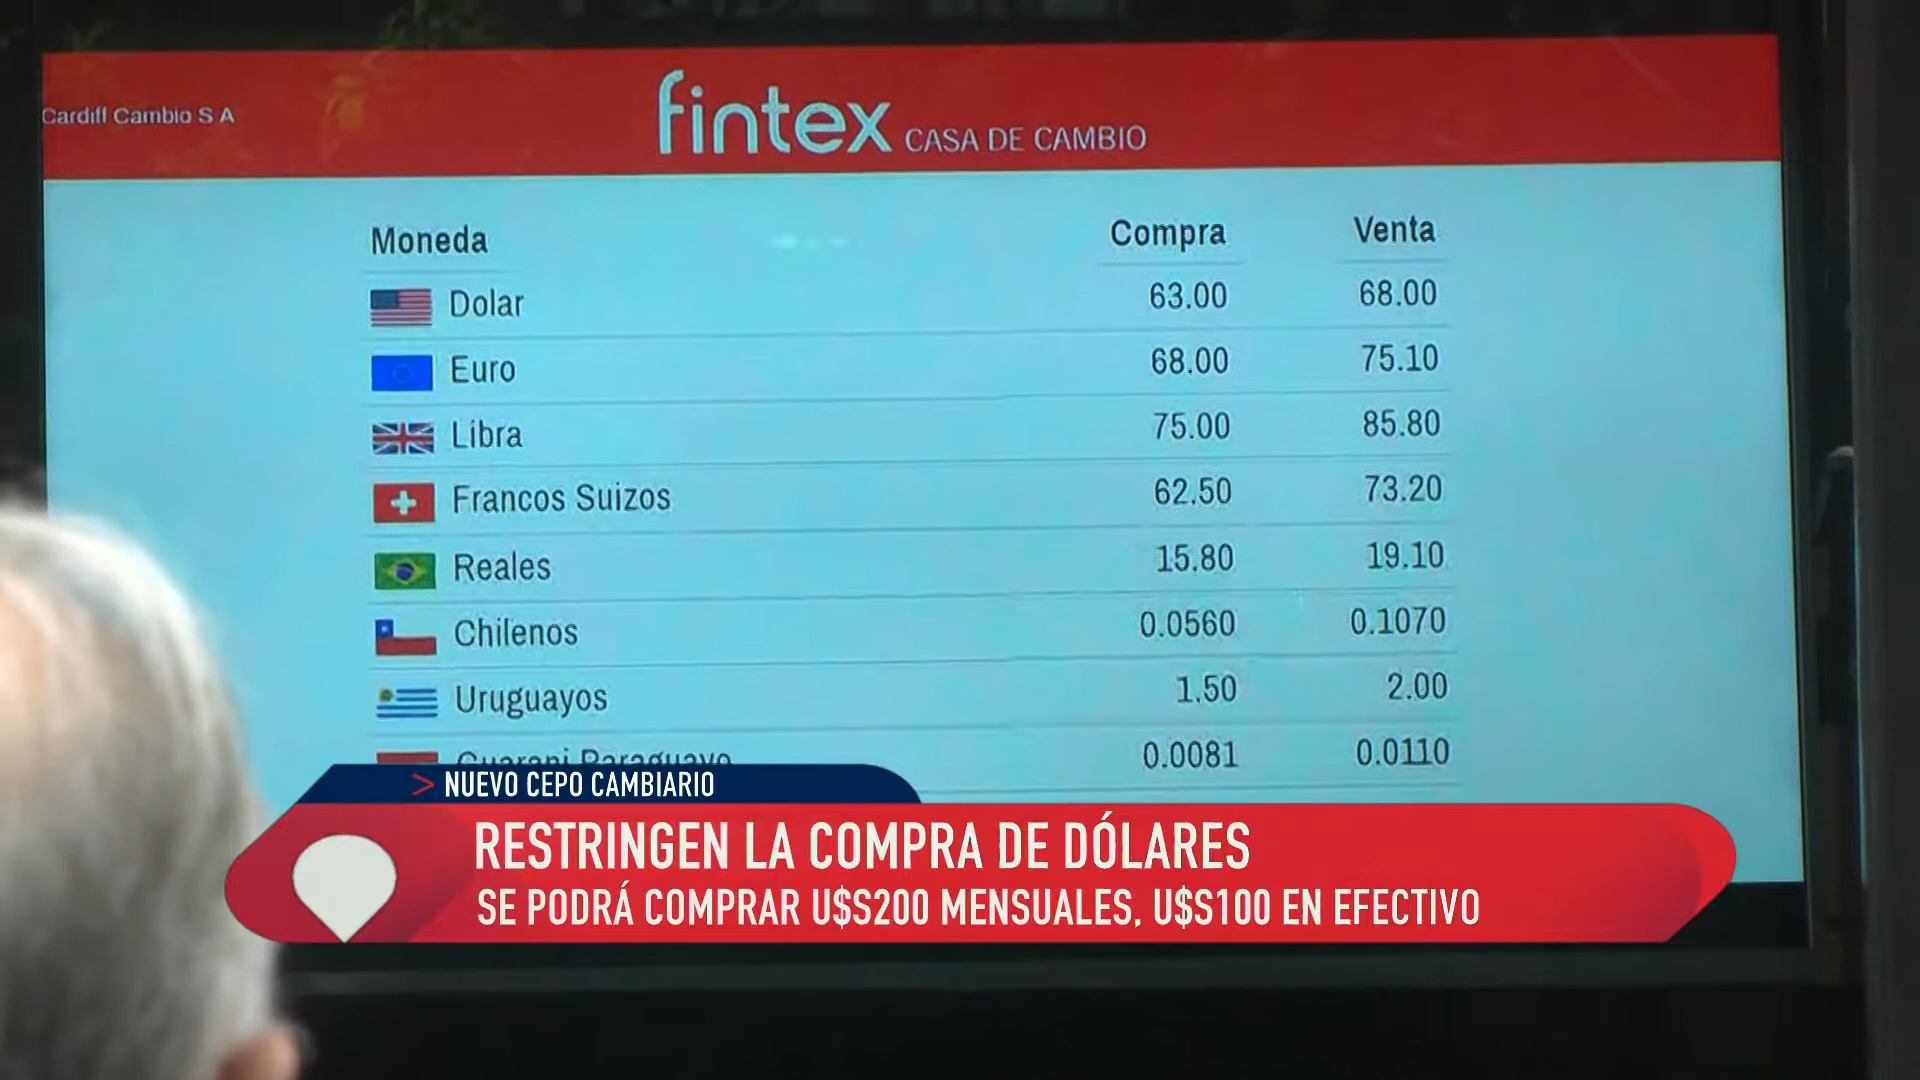 Cardiff Cambio S A
fintex CASA DE CAMBIO
Moneda Compra Venta
Dolar 63.00 68.00
Euro 68.00 75.10
Libra 75.00 85.80
Francos Suizos 62.50 73.20
Reales 15.80 19.10
Chilenos 0.0560 0.1070
Uruguayos 1.50 2.00
Guarani Paraguayo 0.0081 0.0110
> NUEVO CEPO CAMBIARIO
RESTRINGEN LA COMPRA DE DÓLARES
SE PODRÁ COMPRAR U$S200 MENSUALES, U$S100 EN EFECTIVO